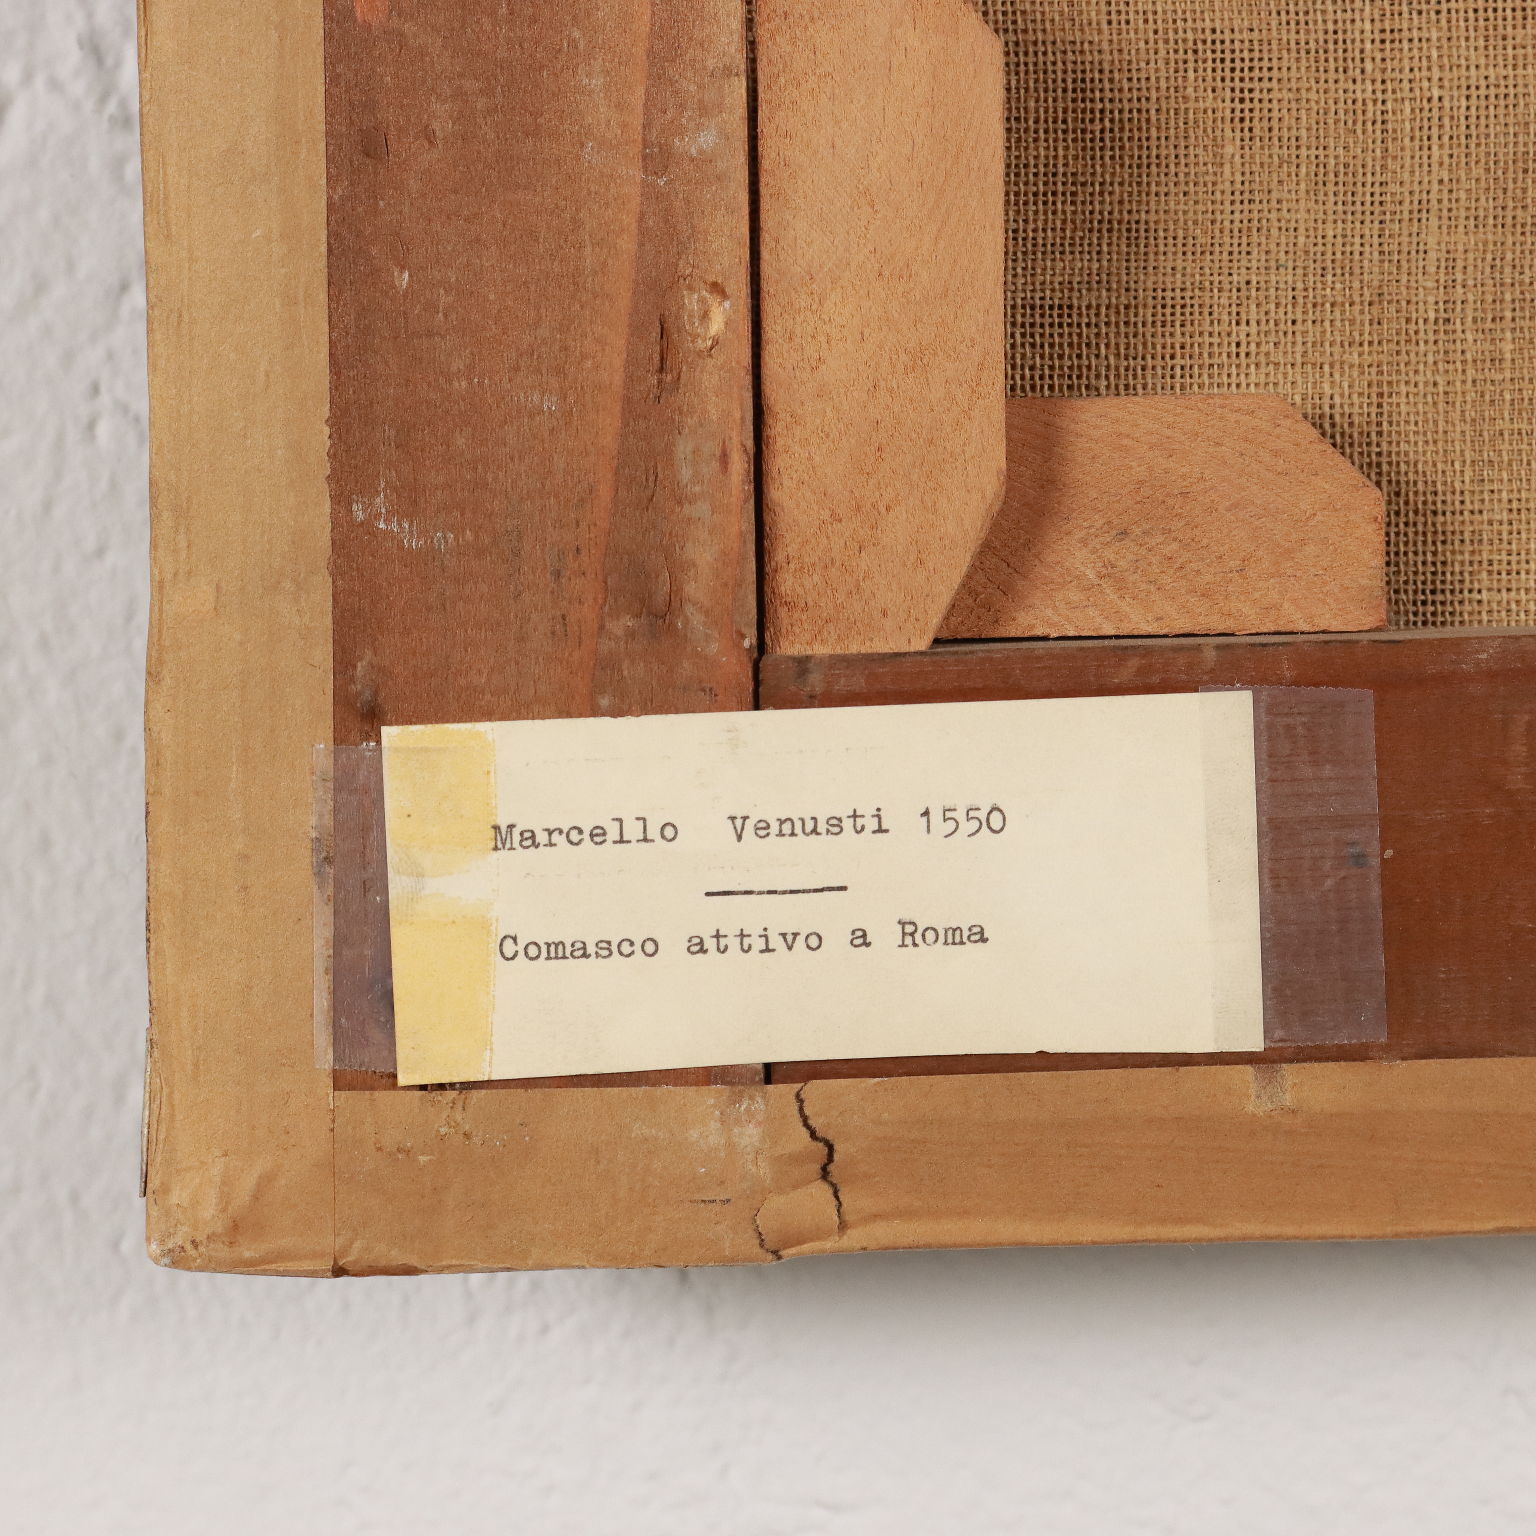 Marcello Venusti 1550
Comasco attivo a Roma